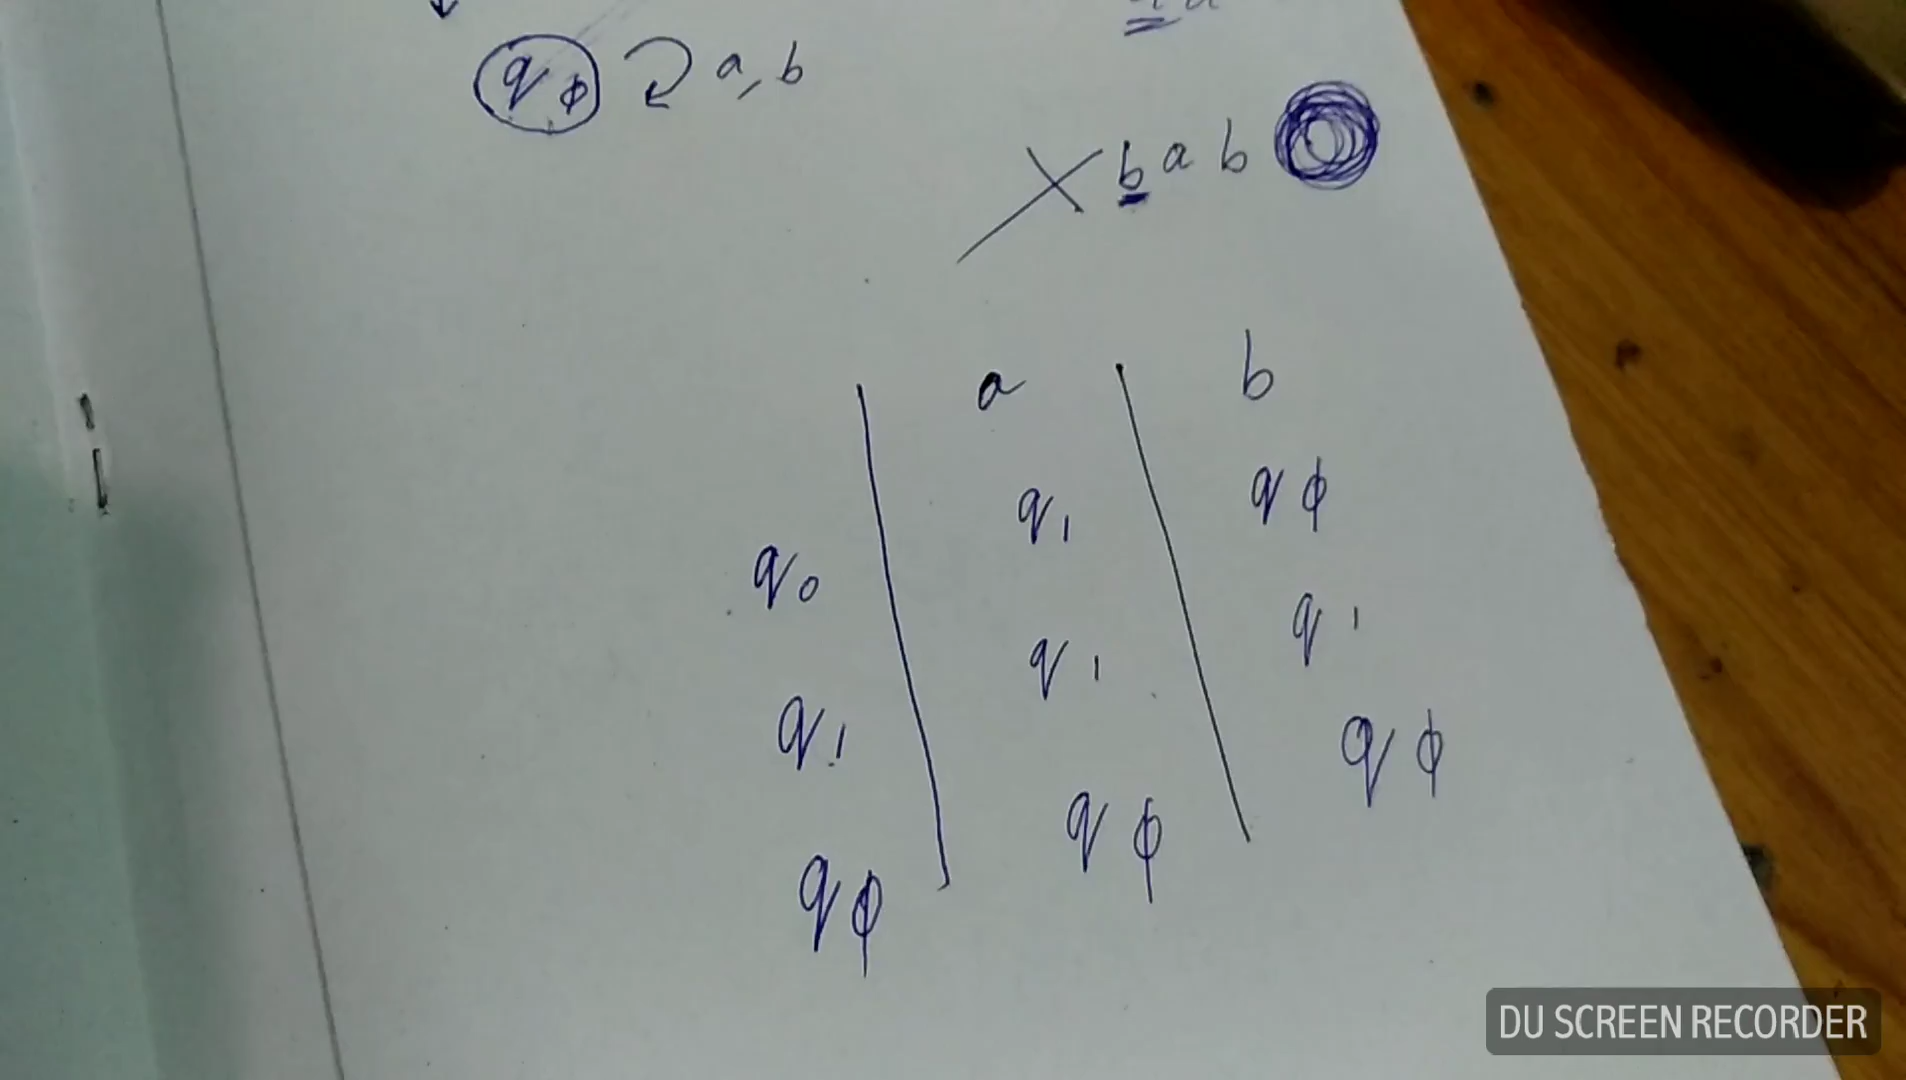 qϕ a, b
b a b
a b
q0 q1 qϕ
q1 q1 q1
qϕ qϕ qϕ
DU SCREEN RECORDER